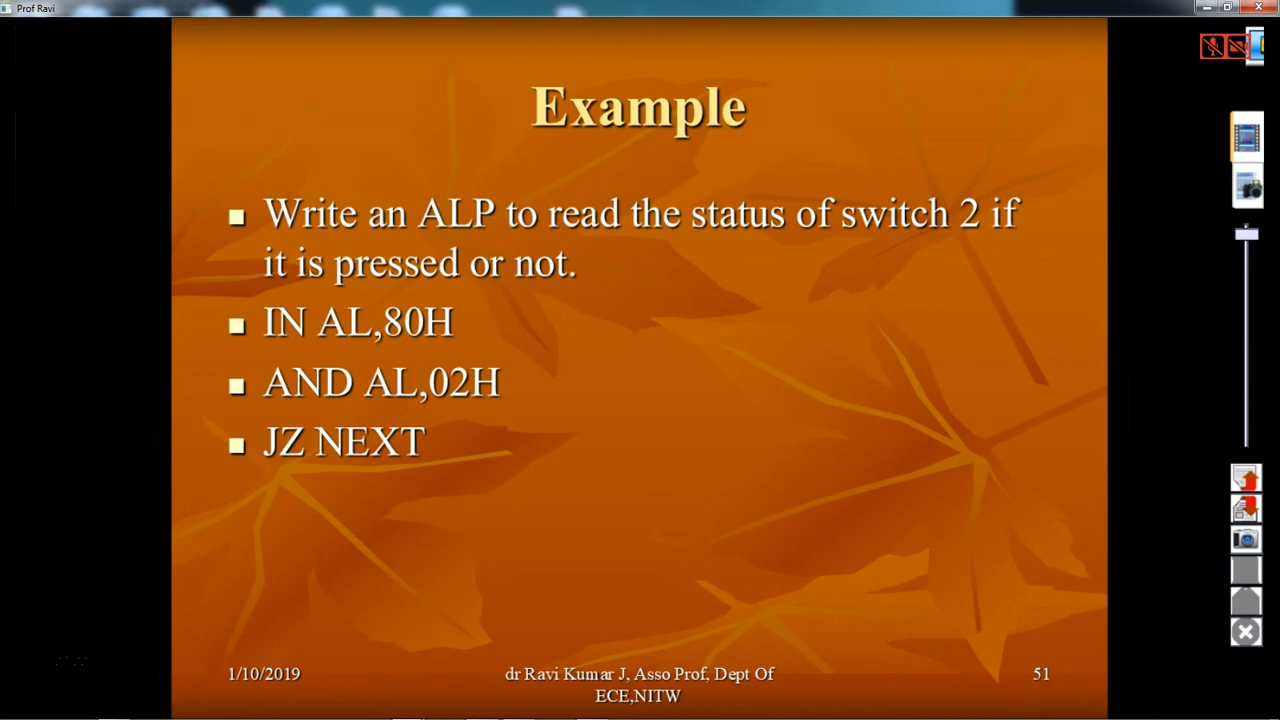 Prof Ravi
Example
Write an ALP to read the status of switch 2 if
it is pressed or not.
IN AL,80H
AND AL,02H
JZ NEXT
1/10/2019
dr Ravi Kumar J, Asso Prof, Dept Of
ECE,NITW
51